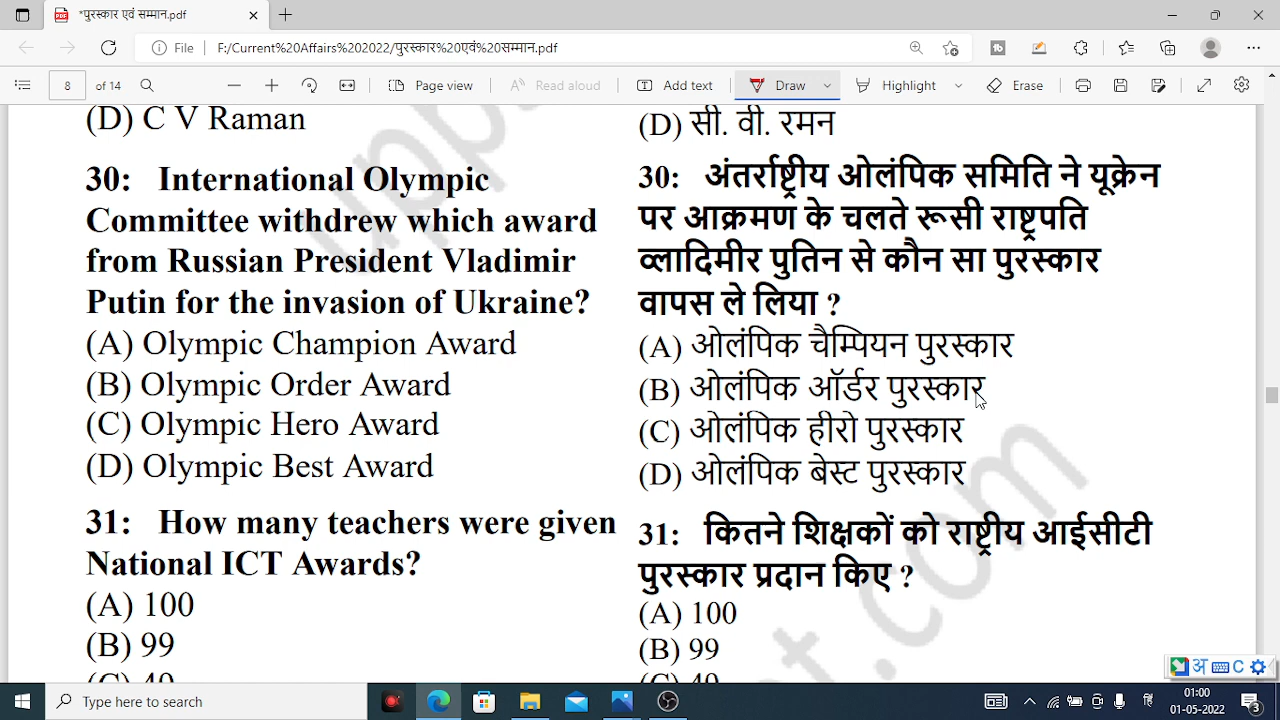 *पुरस्कार एवं सम्मान.pdf
File
F:/Current%20Affairs%202022/पुरस्कार%20एवं%20सम्मान.pdf
8
of 14
Page view
Read aloud
Add text
Draw
Highlight
Erase
(D) C V Raman
30: International Olympic
Committee withdrew which award
from Russian President Vladimir
Putin for the invasion of Ukraine?
(A) Olympic Champion Award
(B) Olympic Order Award
(C) Olympic Hero Award
(D) Olympic Best Award
31: How many teachers were given
National ICT Awards?
(A) 100
(B) 99
(C) 49
(D) सी. वी. रमन
30: अंतर्राष्ट्रीय ओलंपिक समिति ने यूक्रेन
पर आक्रमण के चलते रूसी राष्ट्रपति
व्लादिमीर पुतिन से कौन सा पुरस्कार
वापस ले लिया ?
(A) ओलंपिक चैम्पियन पुरस्कार
(B) ओलंपिक ऑर्डर पुरस्कार
(C) ओलंपिक हीरो पुरस्कार
(D) ओलंपिक बेस्ट पुरस्कार
31: कितने शिक्षकों को राष्ट्रीय आईसीटी
पुरस्कार प्रदान किए ?
(A) 100
(B) 99
(C) 49
Type here to search
हि
01:00
01-05-2022
3